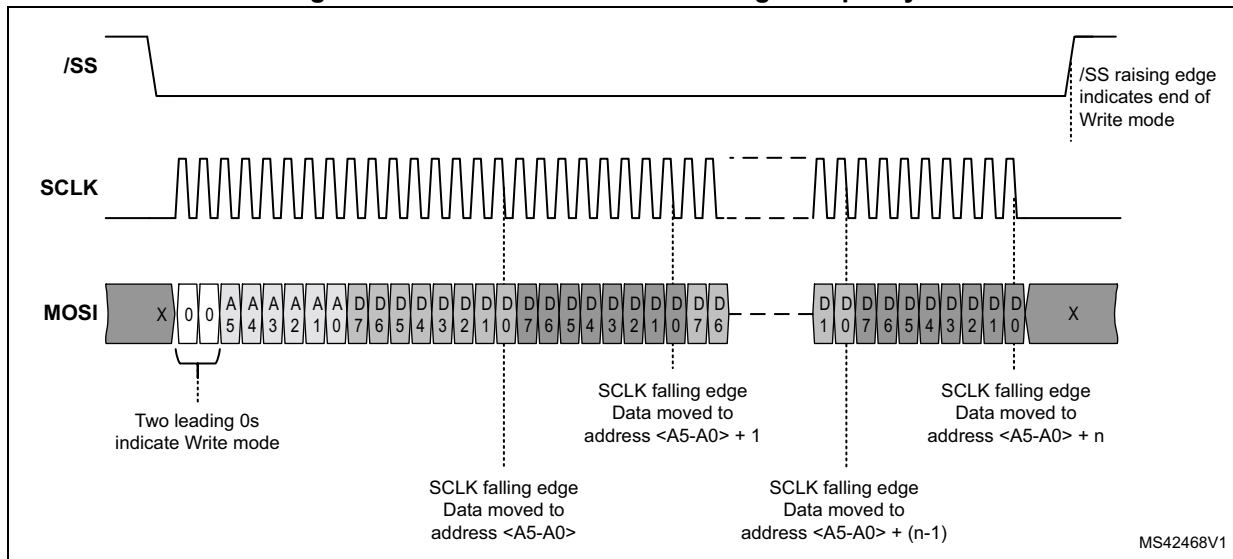 /SS
/SS raising edge
indicates end of
Write mode
SCLK
MOSI
X 0 0 A5 A4 A3 A2 A1 A0 D7 D6 D5 D4 D3 D2 D1 D0 D7 D6 D5 D4 D3 D2 D1 D0 D7 D6 D1 D0 D7 D6 D5 D4 D3 D2 D1 D0 X
Two leading 0s
indicate Write mode
SCLK falling edge
Data moved to
address <A5-A0>
SCLK falling edge
Data moved to
address <A5-A0> + 1
SCLK falling edge
Data moved to
address <A5-A0> + (n-1)
SCLK falling edge
Data moved to
address <A5-A0> + n
MS42468V1